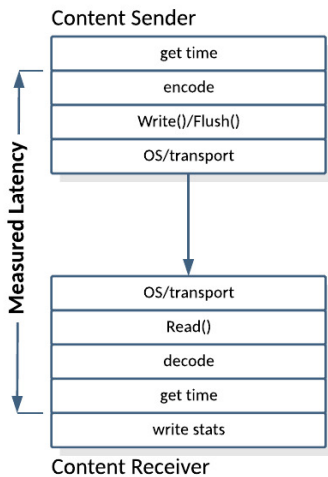 Content Sender
get time
encode
Write()/Flush()
OS/transport
Measured Latency
OS/transport
Read()
decode
get time
write stats
Content Receiver